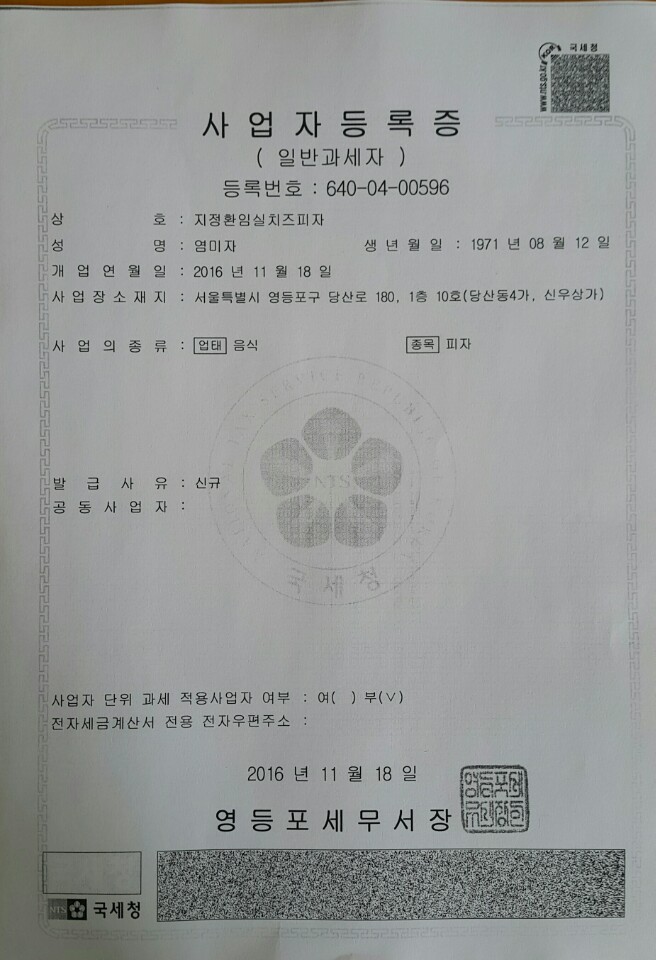 국세청
www.nts.go.kr
사업자등록증
( 일반과세자 )
등록번호 : 640-04-00596
상 호 : 지정환임실치즈피자
성 명 : 염미자 생 년 월 일 : 1971 년 08 월 12 일
개 업 연 월 일 : 2016 년 11 월 18 일
사 업 장 소 재 지 : 서울특별시 영등포구 당산로 180, 1층 10호(당산동4가, 신우상가)
사 업 의 종 류 : 업태 음식 종목 피자
NTS
국세청
발 급 사 유 : 신규
공 동 사 업 자 :
사업자 단위 과세 적용사업자 여부 : 여( ) 부(∨)
전자세금계산서 전용 전자우편주소 :
2016 년 11 월 18 일
영등포세무서장
NTS 국세청